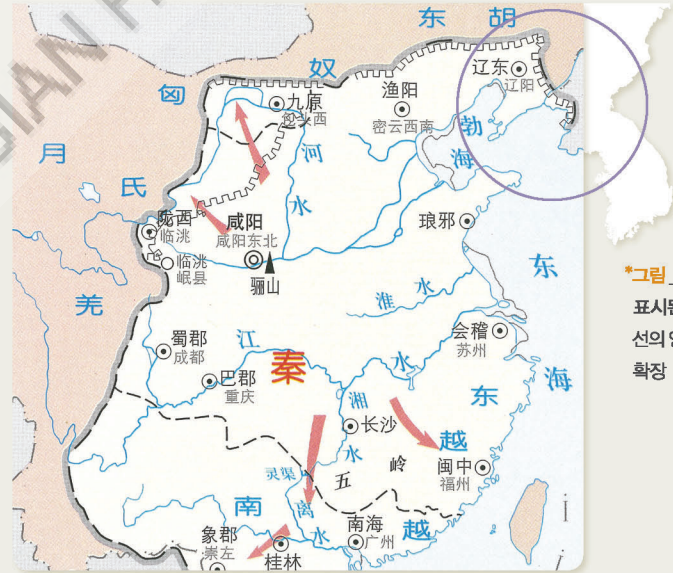 东胡
匈奴
月氏
羌
辽东
辽阳
渔阳
密云西南
九原
包头西
渤海
河水
陇西
临洮
临洮
岷县
咸阳
咸阳东北
骊山
琅邪
东海
淮水
江水
会稽
苏州
蜀郡
成都
巴郡
重庆
秦
湘水
长沙
东越
五岭
闽中
福州
灵渠
离水
南越
南海
广州
象郡
崇左
桂林
*그림
표시된
확장